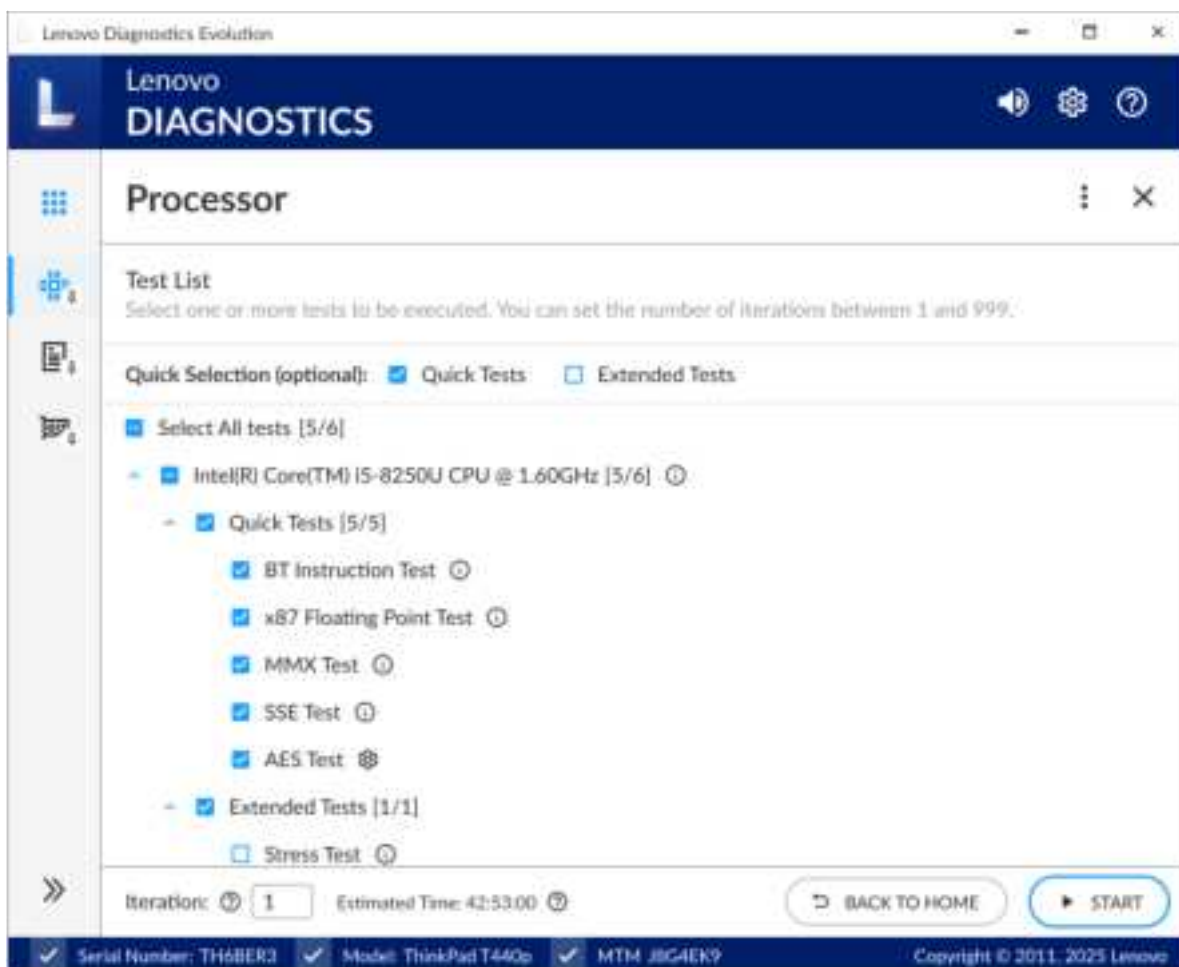 Lenovo Diagnostics Evolution
Lenovo
DIAGNOSTICS
Processor
Test List
Select one or more tests to be executed. You can set the number of iterations between 1 and 999.
Quick Selection (optional): Quick Tests Extended Tests
Select All tests [5/6]
Intel(R) Core(TM) i5-8250U CPU @ 1.60GHz [5/6]
Quick Tests [5/5]
BT Instruction Test
x87 Floating Point Test
MMX Test
SSE Test
AES Test
Extended Tests [1/1]
Stress Test
Iteration: 1 Estimated Time: 42:53:00 BACK TO HOME START
Serial Number: TH6BER3 Model: ThinkPad T440p MTM J8G4EK9 Copyright © 2011, 2025 Lenovo